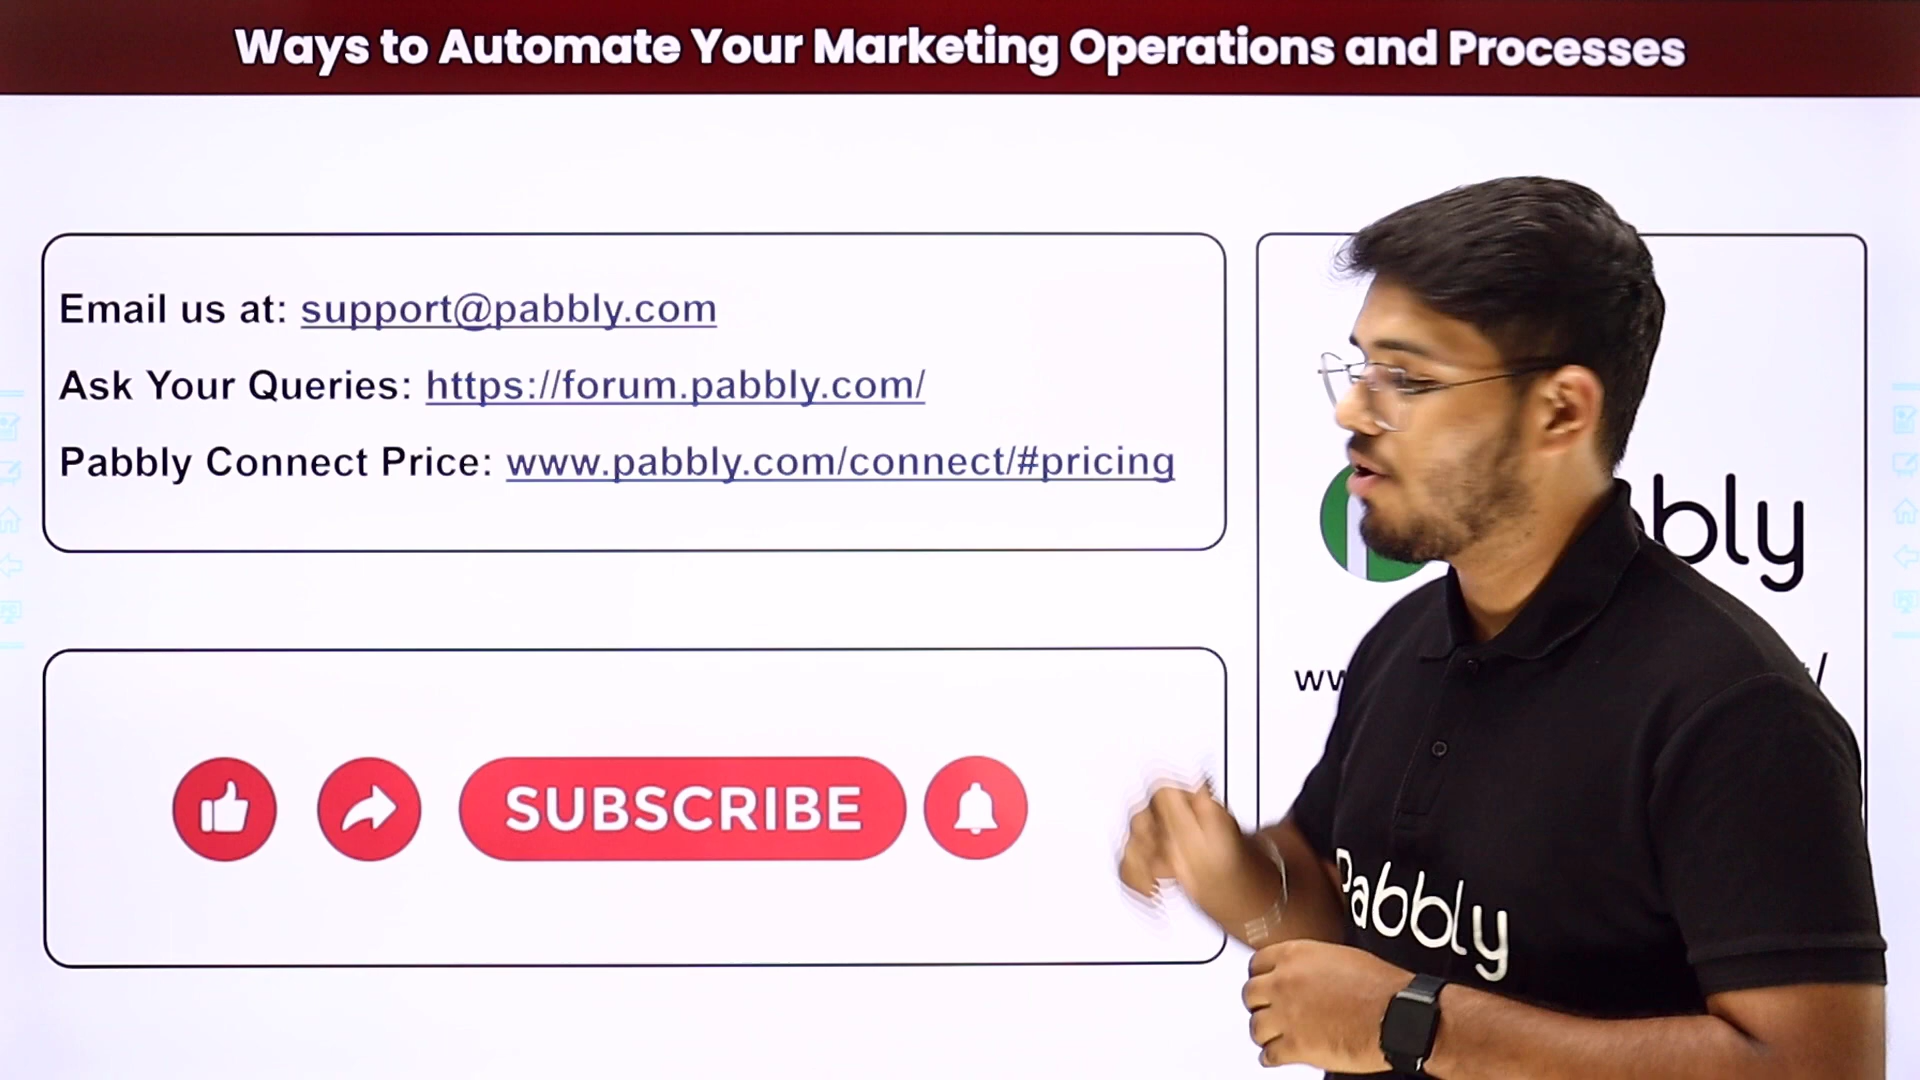 Ways to Automate Your Marketing Operations and Processes
Email us at: support@pabbly.com
Ask Your Queries: https://forum.pabbly.com/
Pabbly Connect Price: www.pabbly.com/connect/#pricing
SUBSCRIBE
Pabbly